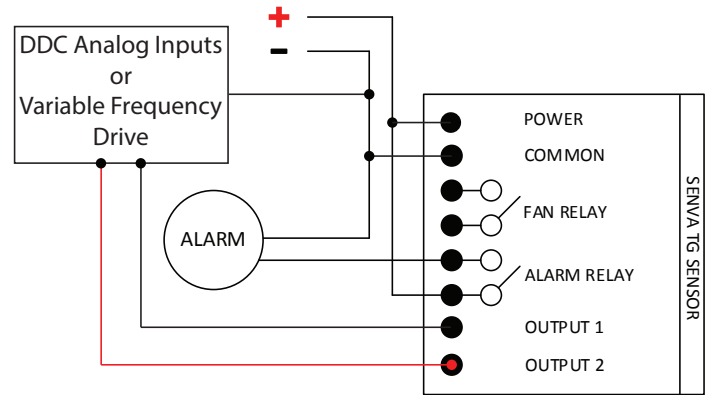 +
-
DDC Analog Inputs
or
Variable Frequency
Drive
ALARM
POWER
COMMON
FAN RELAY
ALARM RELAY
OUTPUT 1
OUTPUT 2
SENVA TG SENSOR